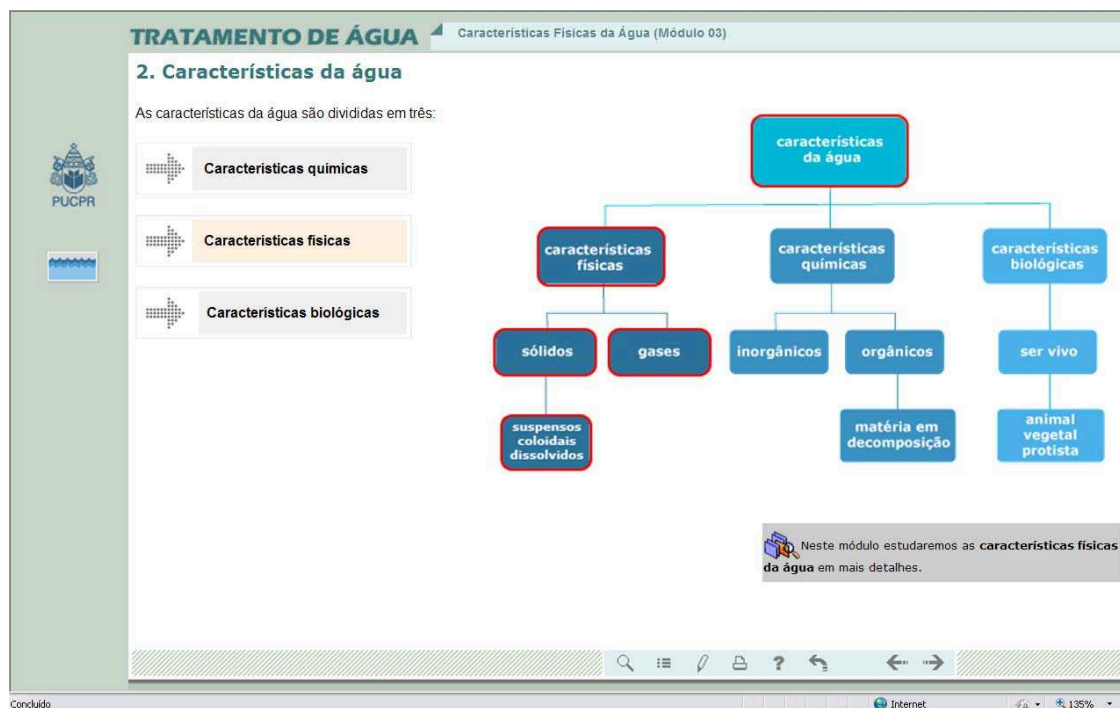 TRATAMENTO DE ÁGUA
Características Físicas da Água (Módulo 03)
2. Características da água
As características da água são divididas em três:
Características químicas
Características físicas
Características biológicas
PUCPR
características
da água
características
físicas
características
químicas
características
biológicas
sólidos
gases
inorgânicos
orgânicos
ser vivo
suspensos
coloidais
dissolvidos
matéria em
decomposição
animal
vegetal
protista
Neste módulo estudaremos as características físicas
da água em mais detalhes.
?
Concluído
Internet
135%